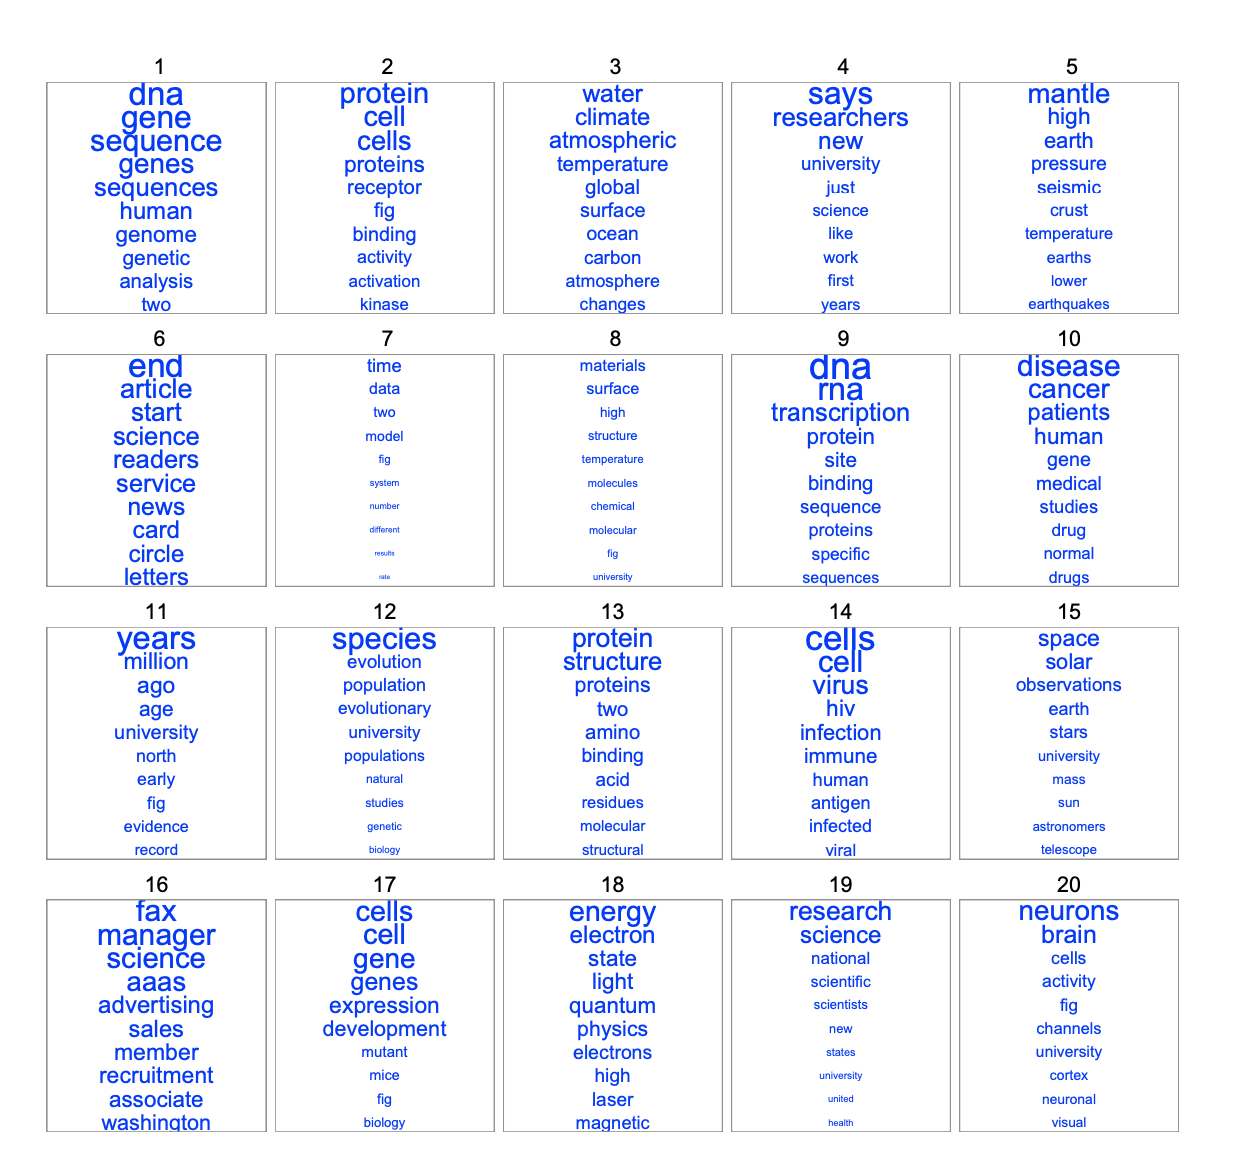 1 2 3 4 5
dna protein water says mantle
gene cell climate researchers high
sequence cells atmospheric new earth
genes proteins temperature university pressure
sequences receptor global just seismic
human fig surface science crust
genome binding ocean like temperature
genetic activity carbon work earths
analysis activation atmosphere first lower
two kinase changes years earthquakes
6 7 8 9 10
end time materials dna disease
article data surface rna cancer
start two high transcription patients
science model structure protein human
readers fig temperature site gene
service system molecules binding medical
news number chemical sequence studies
card different molecular proteins drug
circle results fig specific normal
letters rate university sequences drugs
11 12 13 14 15
years species protein cells space
million evolution structure cell solar
ago population proteins virus observations
age evolutionary two hiv earth
university university amino infection stars
north populations binding immune university
early natural acid human mass
fig studies residues antigen sun
evidence genetic molecular infected astronomers
record biology structural viral telescope
16 17 18 19 20
fax cells energy research neurons
manager cell electron science brain
science gene state national cells
aaas genes light scientific activity
advertising expression quantum scientists fig
sales development physics new channels
member mutant electrons states university
recruitment mice high university cortex
associate fig laser united neuronal
washington biology magnetic health visual